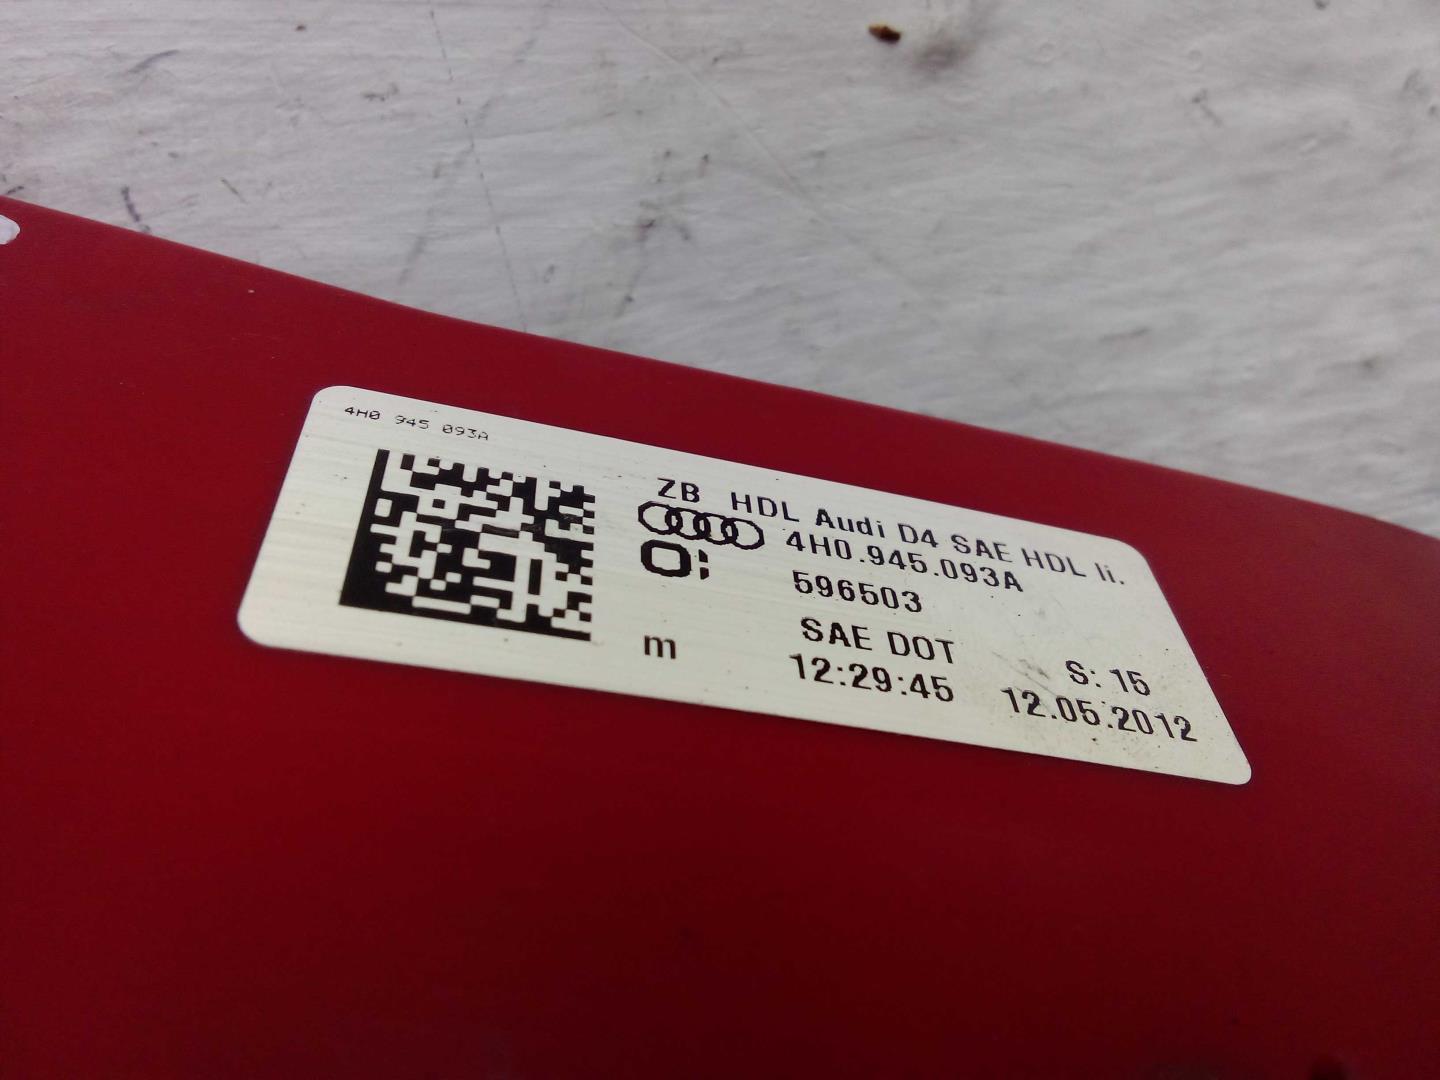 4H0 945 093A
ZB HDL Audi D4 SAE HDL li.
4H0.945.093A
596503
SAE DOT S: 15
m 12:29:45 12.05.2012